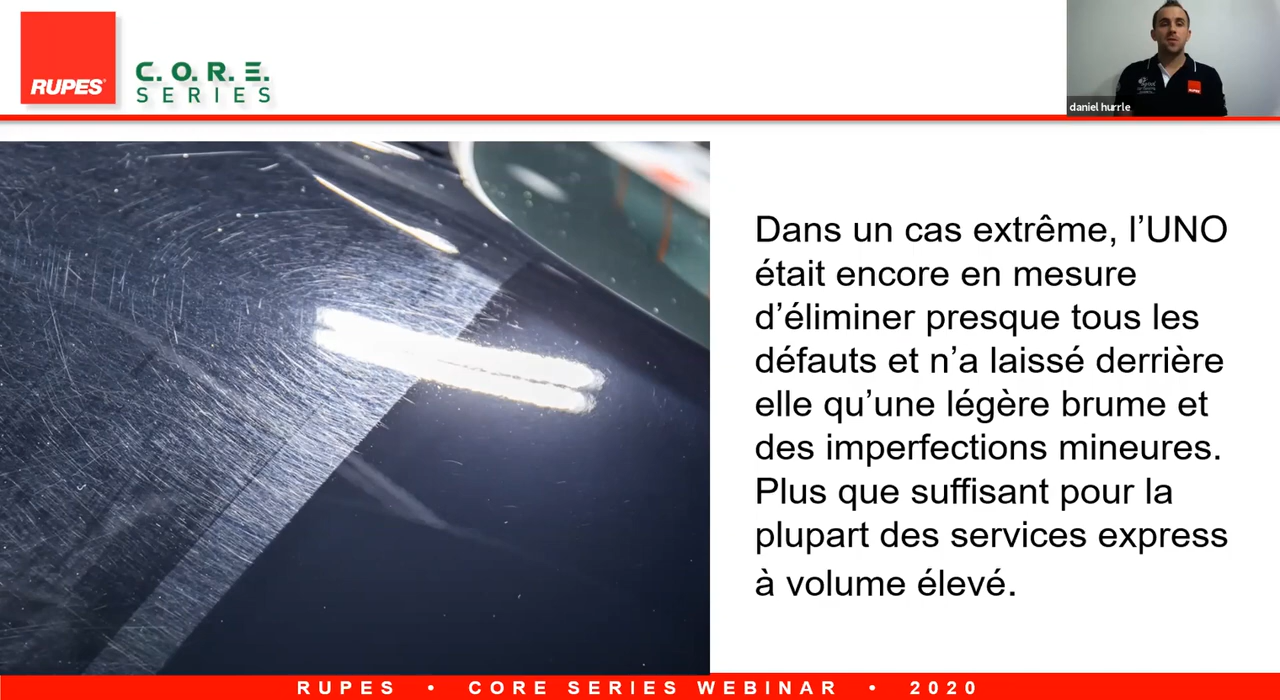 RUPES
C.O.R.E.
SERIES
daniel hurrle
RUPES
Dans un cas extrême, l’UNO
était encore en mesure
d’éliminer presque tous les
défauts et n’a laissé derrière
elle qu’une légère brume et
des imperfections mineures.
Plus que suffisant pour la
plupart des services express
à volume élevé.
RUPES • CORE SERIES WEBINAR • 2020